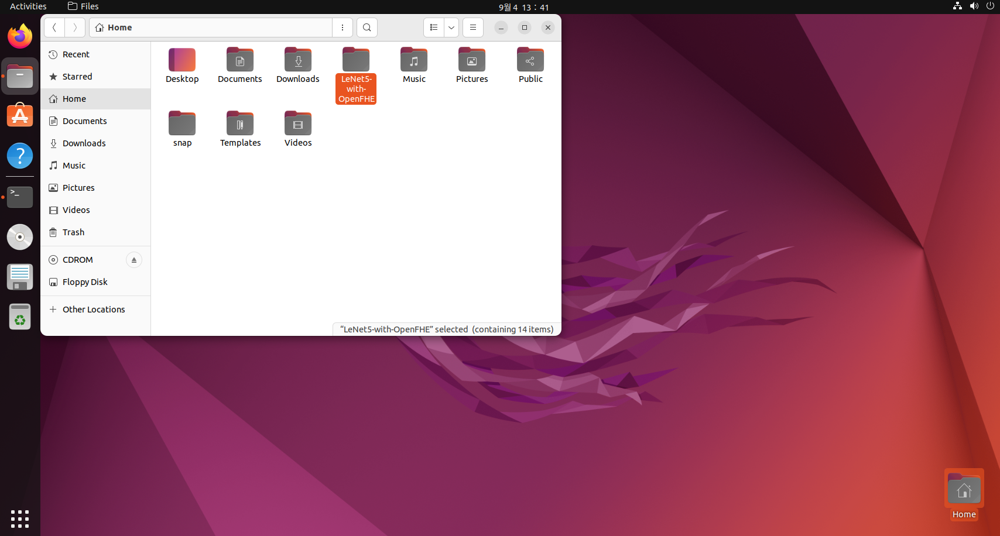 Activities
Files
9월 4 13 : 41
Home
Recent
Starred
Home
Documents
Downloads
Music
Pictures
Videos
Trash
CDROM
Floppy Disk
Other Locations
Desktop
Documents
Downloads
LeNet5-
with-
OpenFHE
Music
Pictures
Public
snap
Templates
Videos
“LeNet5-with-OpenFHE” selected (containing 14 items)
>_
?
Home